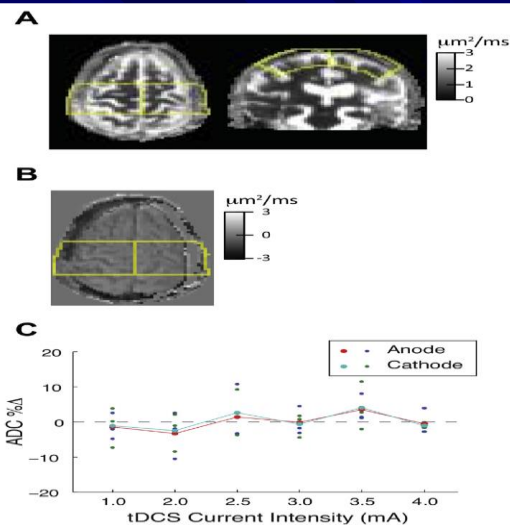 A
μm²/ms
3
2
1
0
B
μm²/ms
3
0
-3
C
Anode
Cathode
20
10
0
-10
-20
ADC %Δ
1.0 2.0 2.5 3.0 3.5 4.0
tDCS Current Intensity (mA)